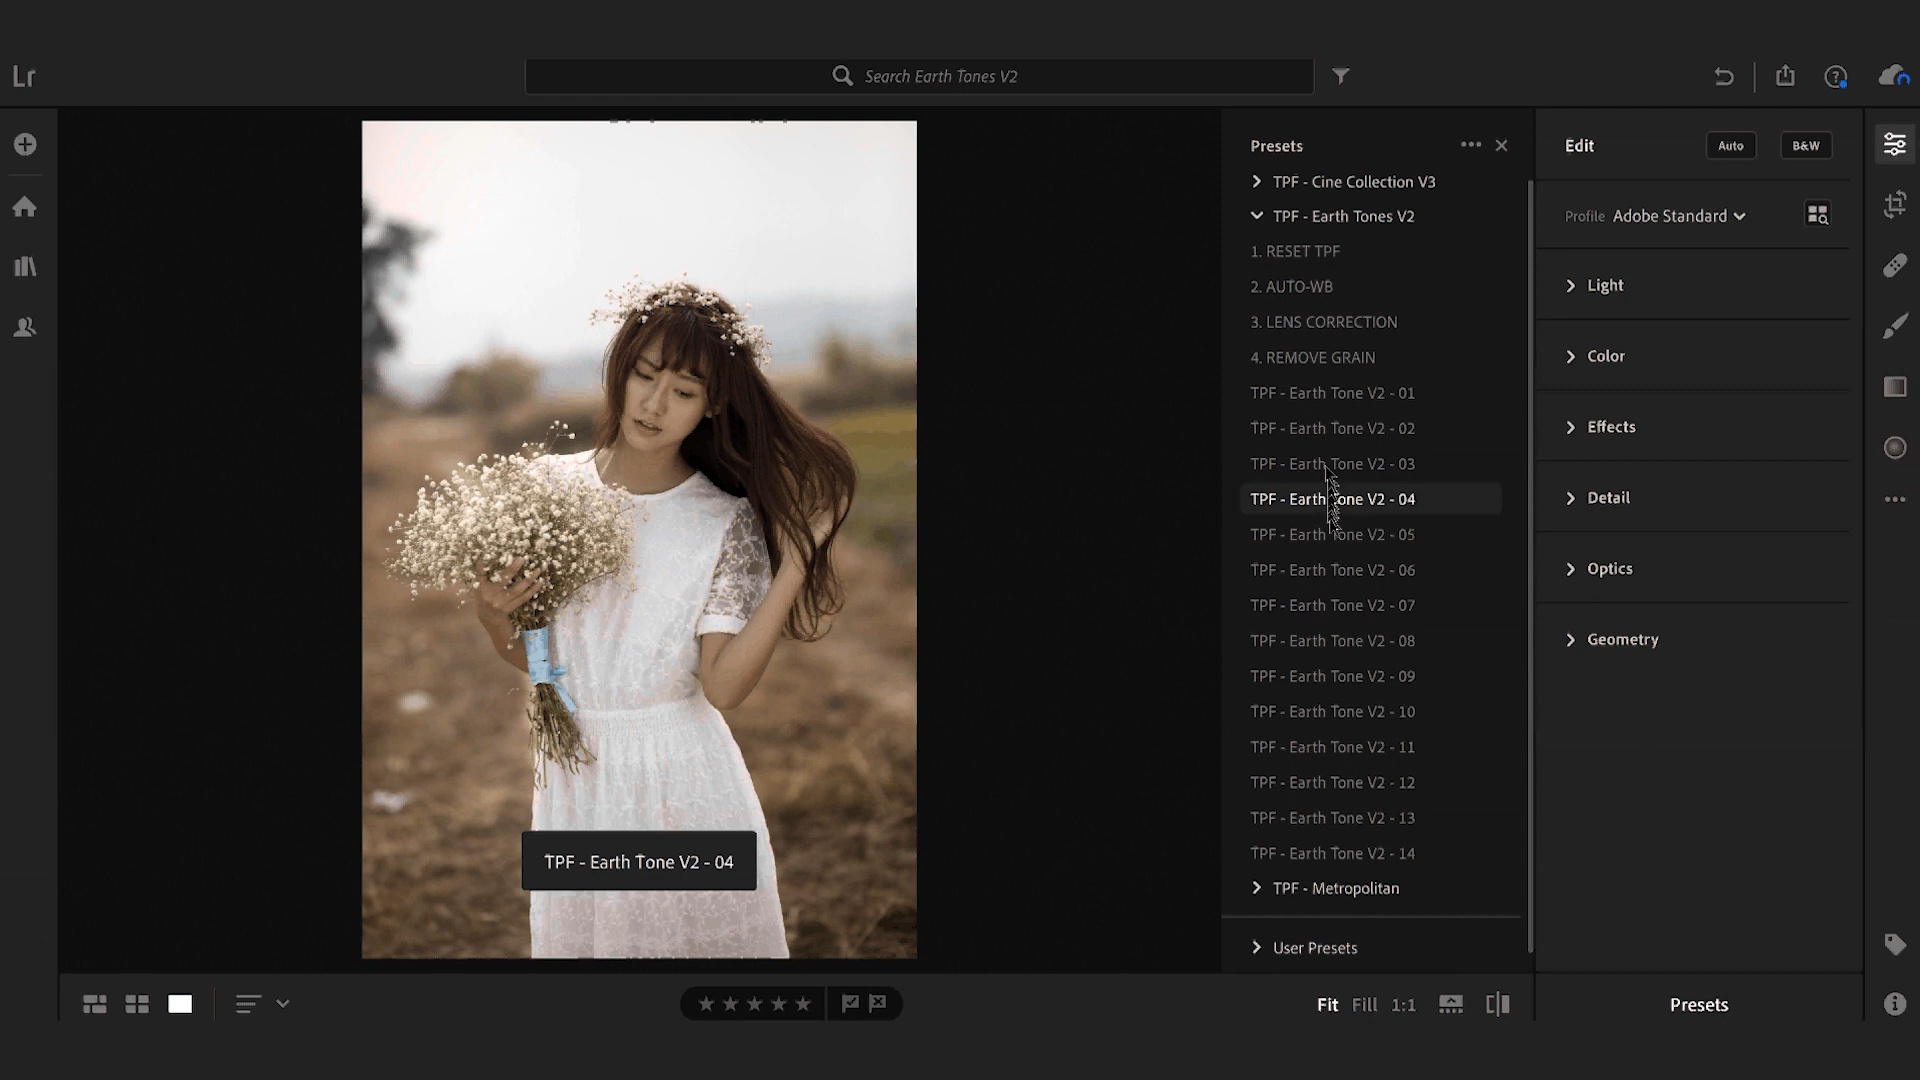 Lr
Search Earth Tones V2
Presets
TPF - Cine Collection V3
TPF - Earth Tones V2
1. RESET TPF
2. AUTO-WB
3. LENS CORRECTION
4. REMOVE GRAIN
TPF - Earth Tone V2 - 01
TPF - Earth Tone V2 - 02
TPF - Earth Tone V2 - 03
TPF - Earth Tone V2 - 04
TPF - Earth Tone V2 - 05
TPF - Earth Tone V2 - 06
TPF - Earth Tone V2 - 07
TPF - Earth Tone V2 - 08
TPF - Earth Tone V2 - 09
TPF - Earth Tone V2 - 10
TPF - Earth Tone V2 - 11
TPF - Earth Tone V2 - 12
TPF - Earth Tone V2 - 13
TPF - Earth Tone V2 - 14
TPF - Metropolitan
User Presets
Edit
Auto
B&W
Profile Adobe Standard
Light
Color
Effects
Detail
Optics
Geometry
TPF - Earth Tone V2 - 04
Fit Fill 1:1
Presets